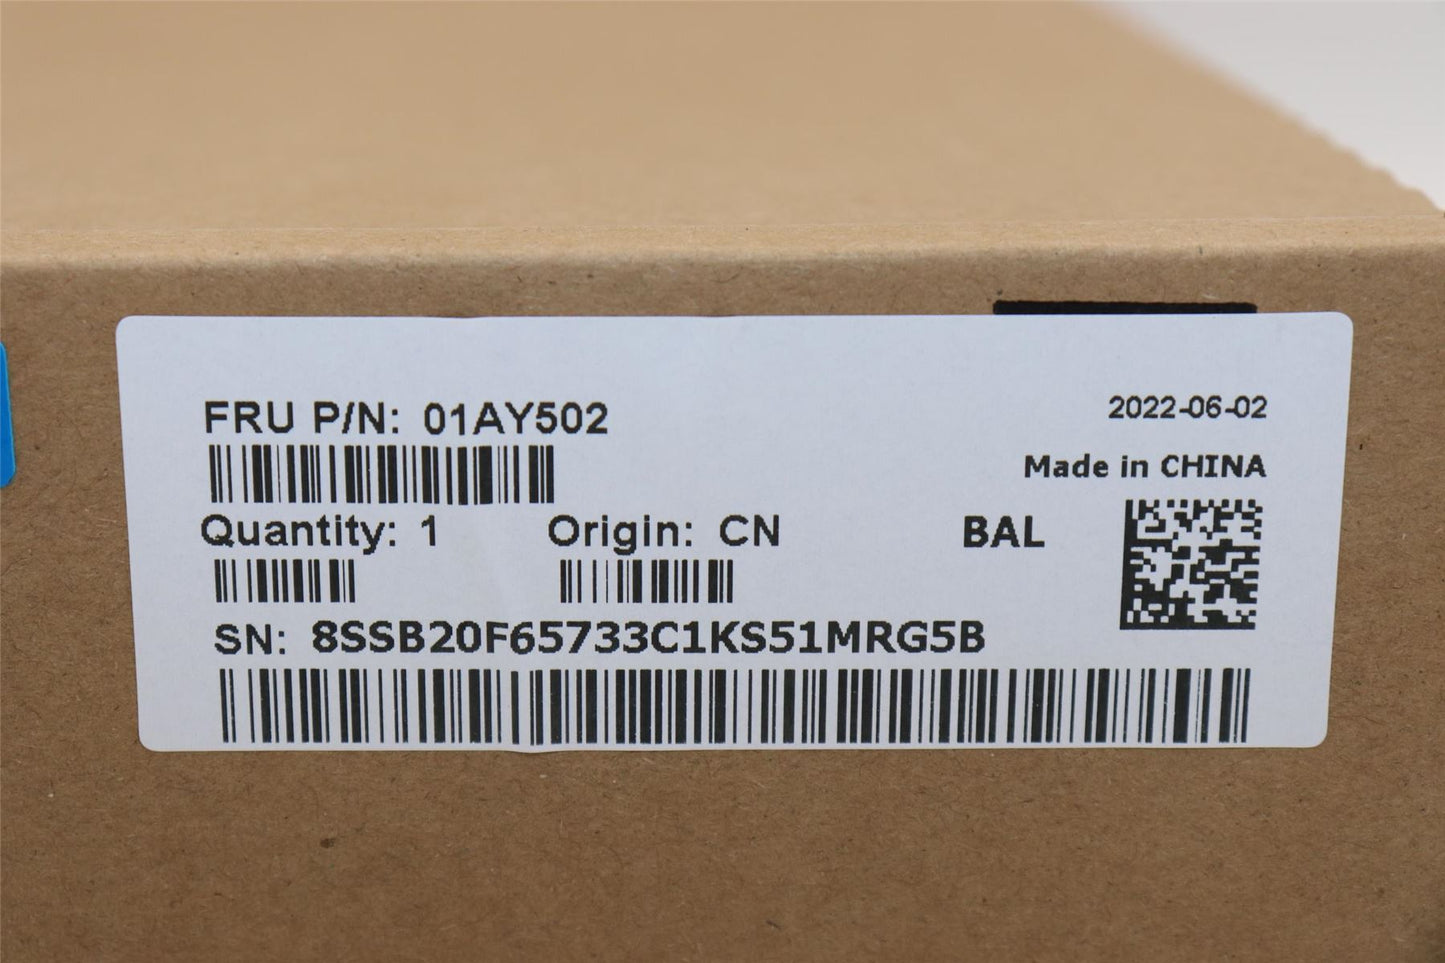 FRU P/N: 01AY502
2022-06-02
Made in CHINA
Quantity: 1 Origin: CN BAL
SN: 8SSB20F65733C1KS51MRG5B